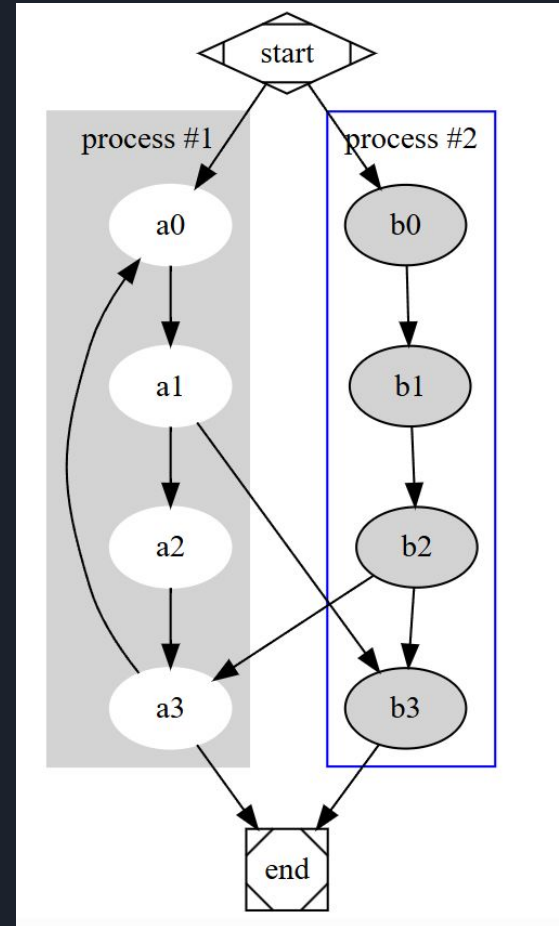 start
process #1
process #2
a0
b0
a1
b1
a2
b2
a3
b3
end